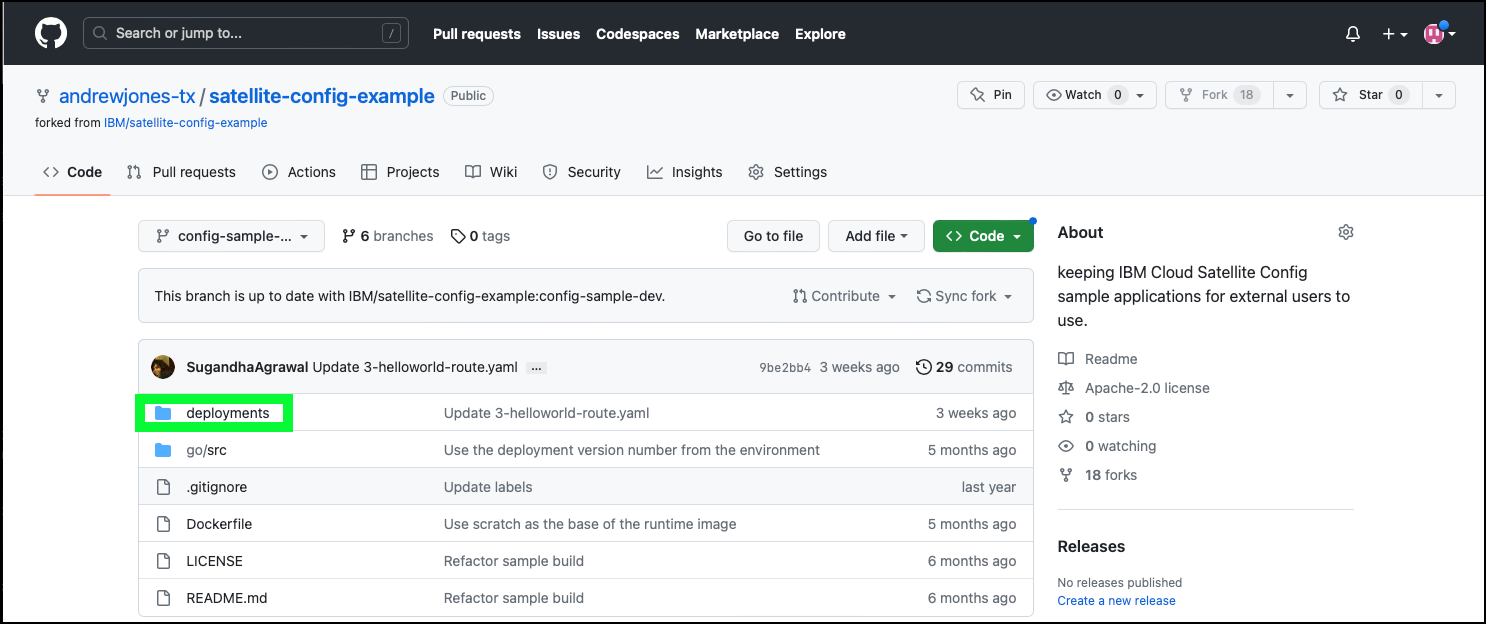 Search or jump to... /
Pull requests Issues Codespaces Marketplace Explore
andrewjones-tx / satellite-config-example Public
Pin Watch 0 Fork 18 Star 0
forked from IBM/satellite-config-example
Code Pull requests Actions Projects Wiki Security Insights Settings
config-sample-... 6 branches 0 tags Go to file Add file Code
This branch is up to date with IBM/satellite-config-example:config-sample-dev. Contribute Sync fork
SugandhaAgrawal Update 3-helloworld-route.yaml ... 9be2bb4 3 weeks ago 29 commits
deployments Update 3-helloworld-route.yaml 3 weeks ago
go/src Use the deployment version number from the environment 5 months ago
.gitignore Update labels last year
Dockerfile Use scratch as the base of the runtime image 5 months ago
LICENSE Refactor sample build 6 months ago
README.md Refactor sample build 6 months ago
About
keeping IBM Cloud Satellite Config
sample applications for external users to
use.
Readme
Apache-2.0 license
0 stars
0 watching
18 forks
Releases
No releases published
Create a new release